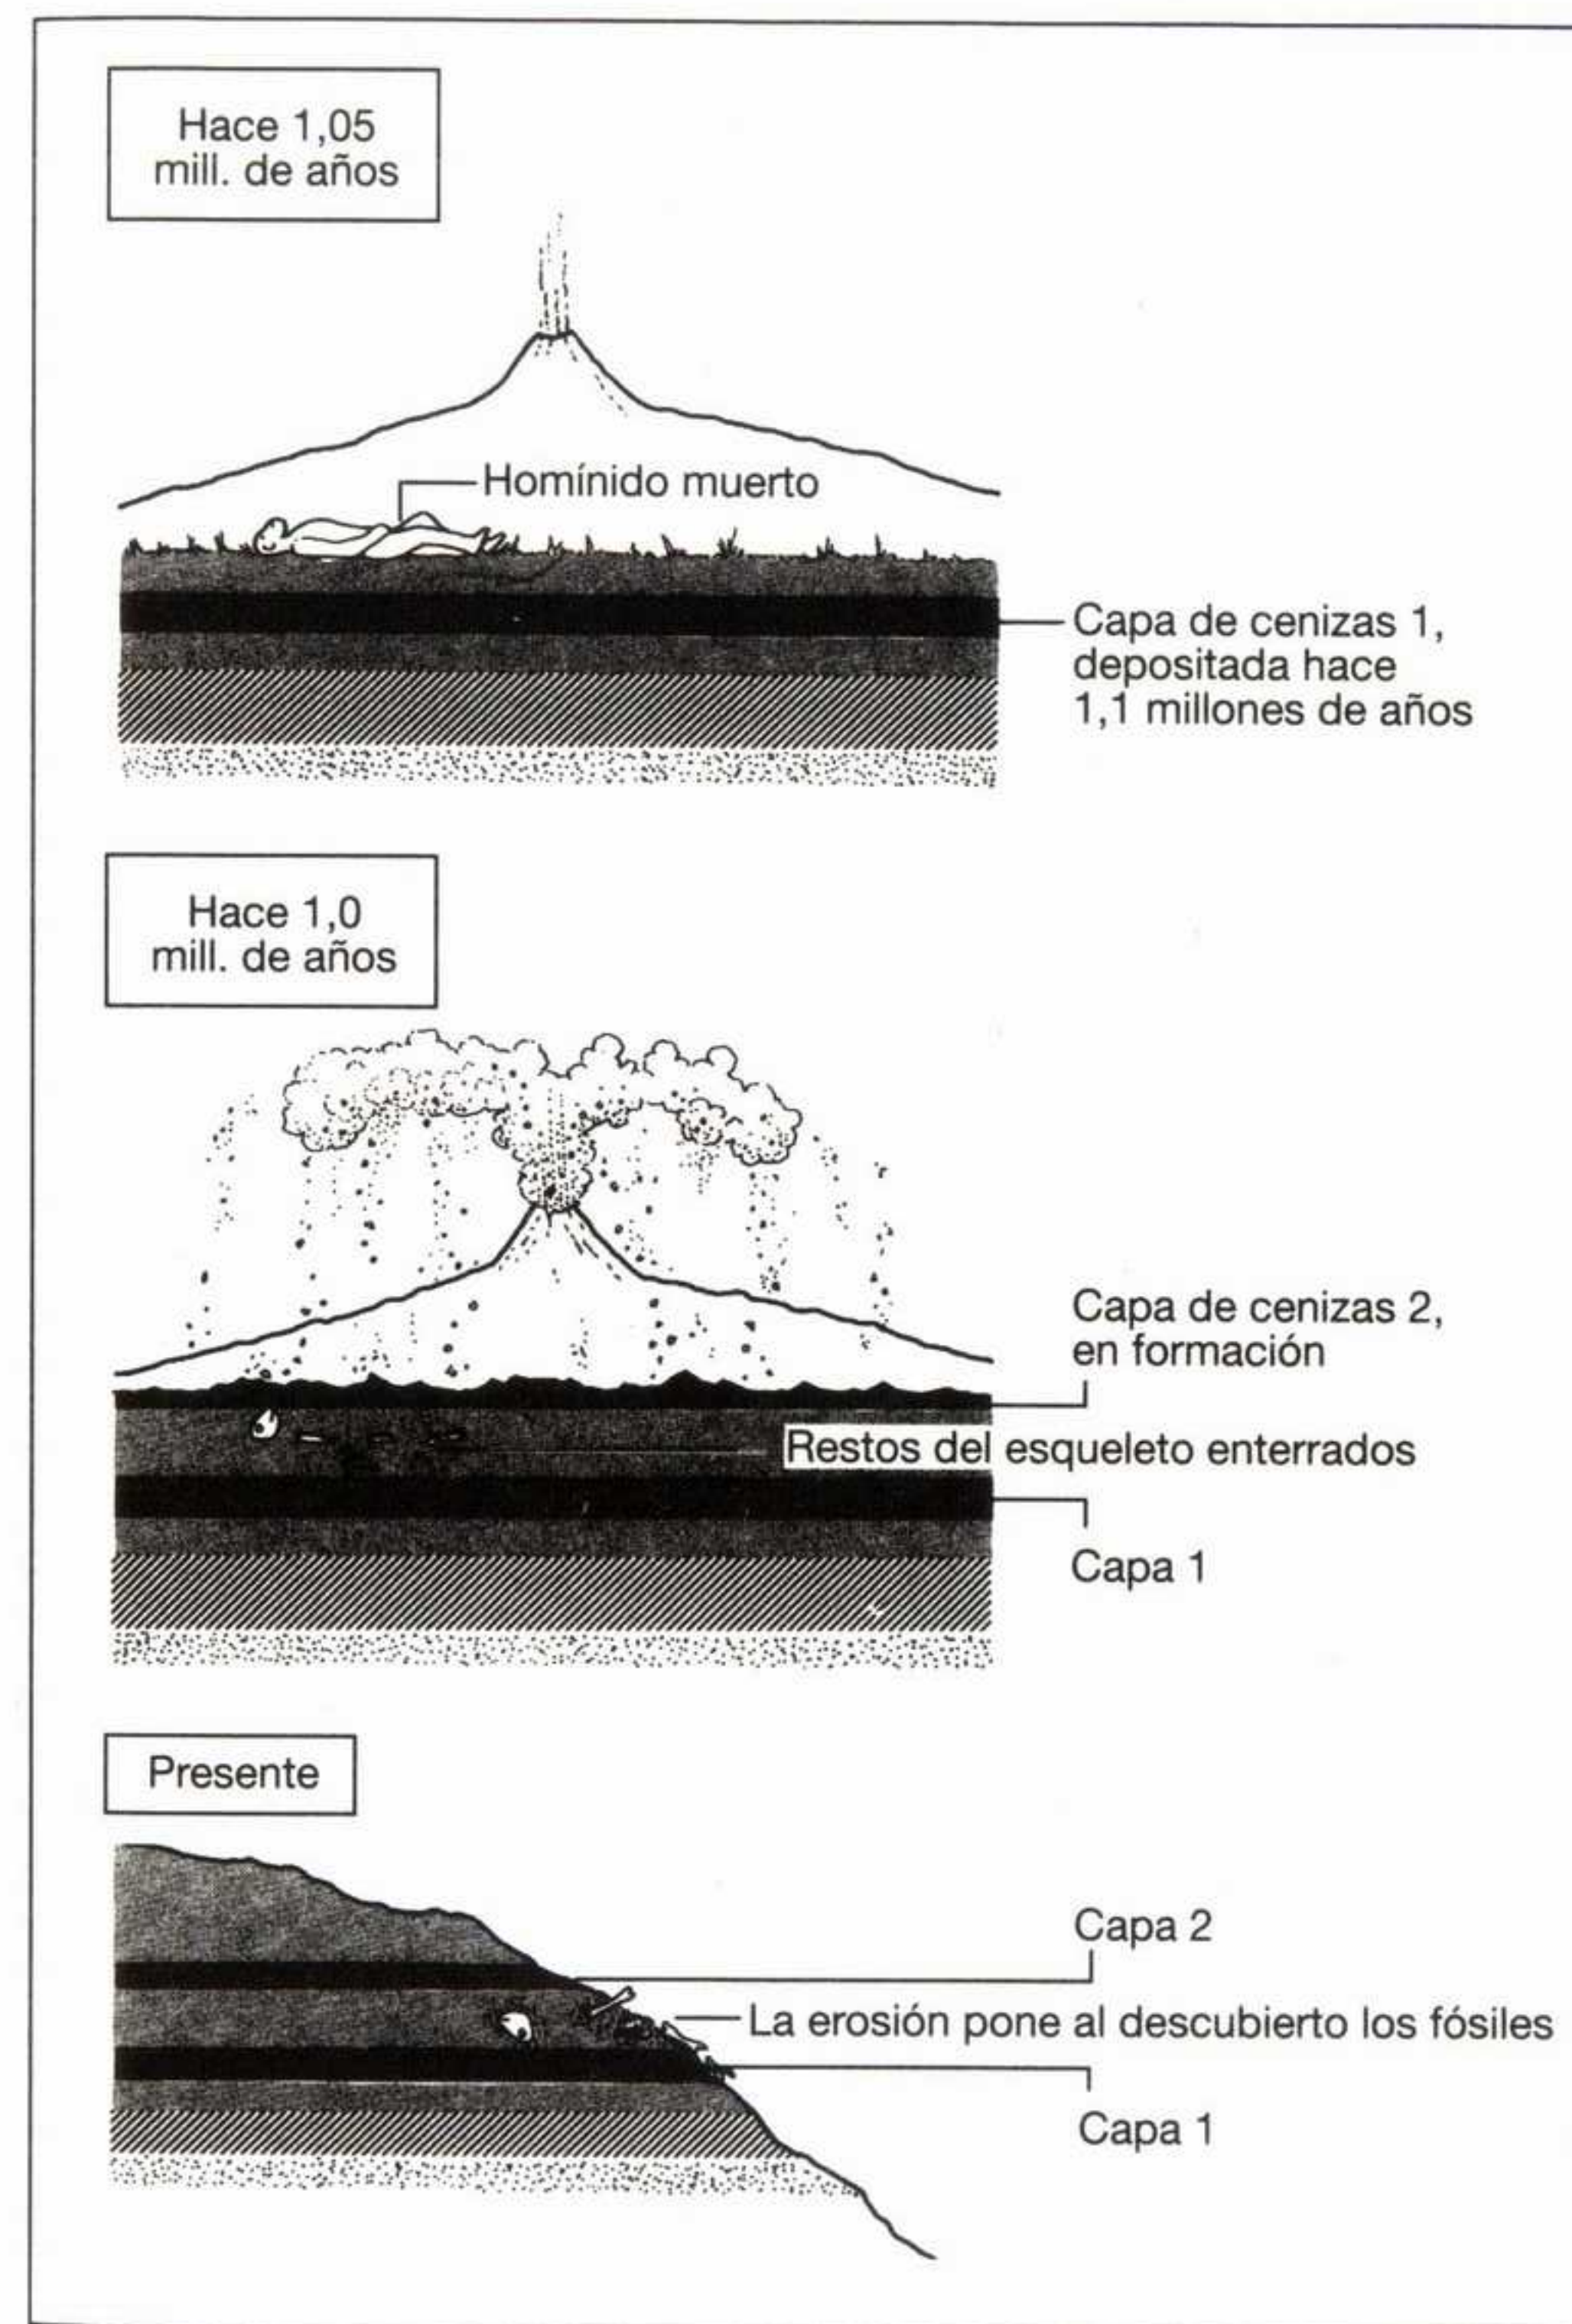 Hace 1,05
mill. de años
Homínido muerto
Capa de cenizas 1,
depositada hace
1,1 millones de años
Hace 1,0
mill. de años
Capa de cenizas 2,
en formación
Restos del esqueleto enterrados
Capa 1
Presente
Capa 2
La erosión pone al descubierto los fósiles
Capa 1